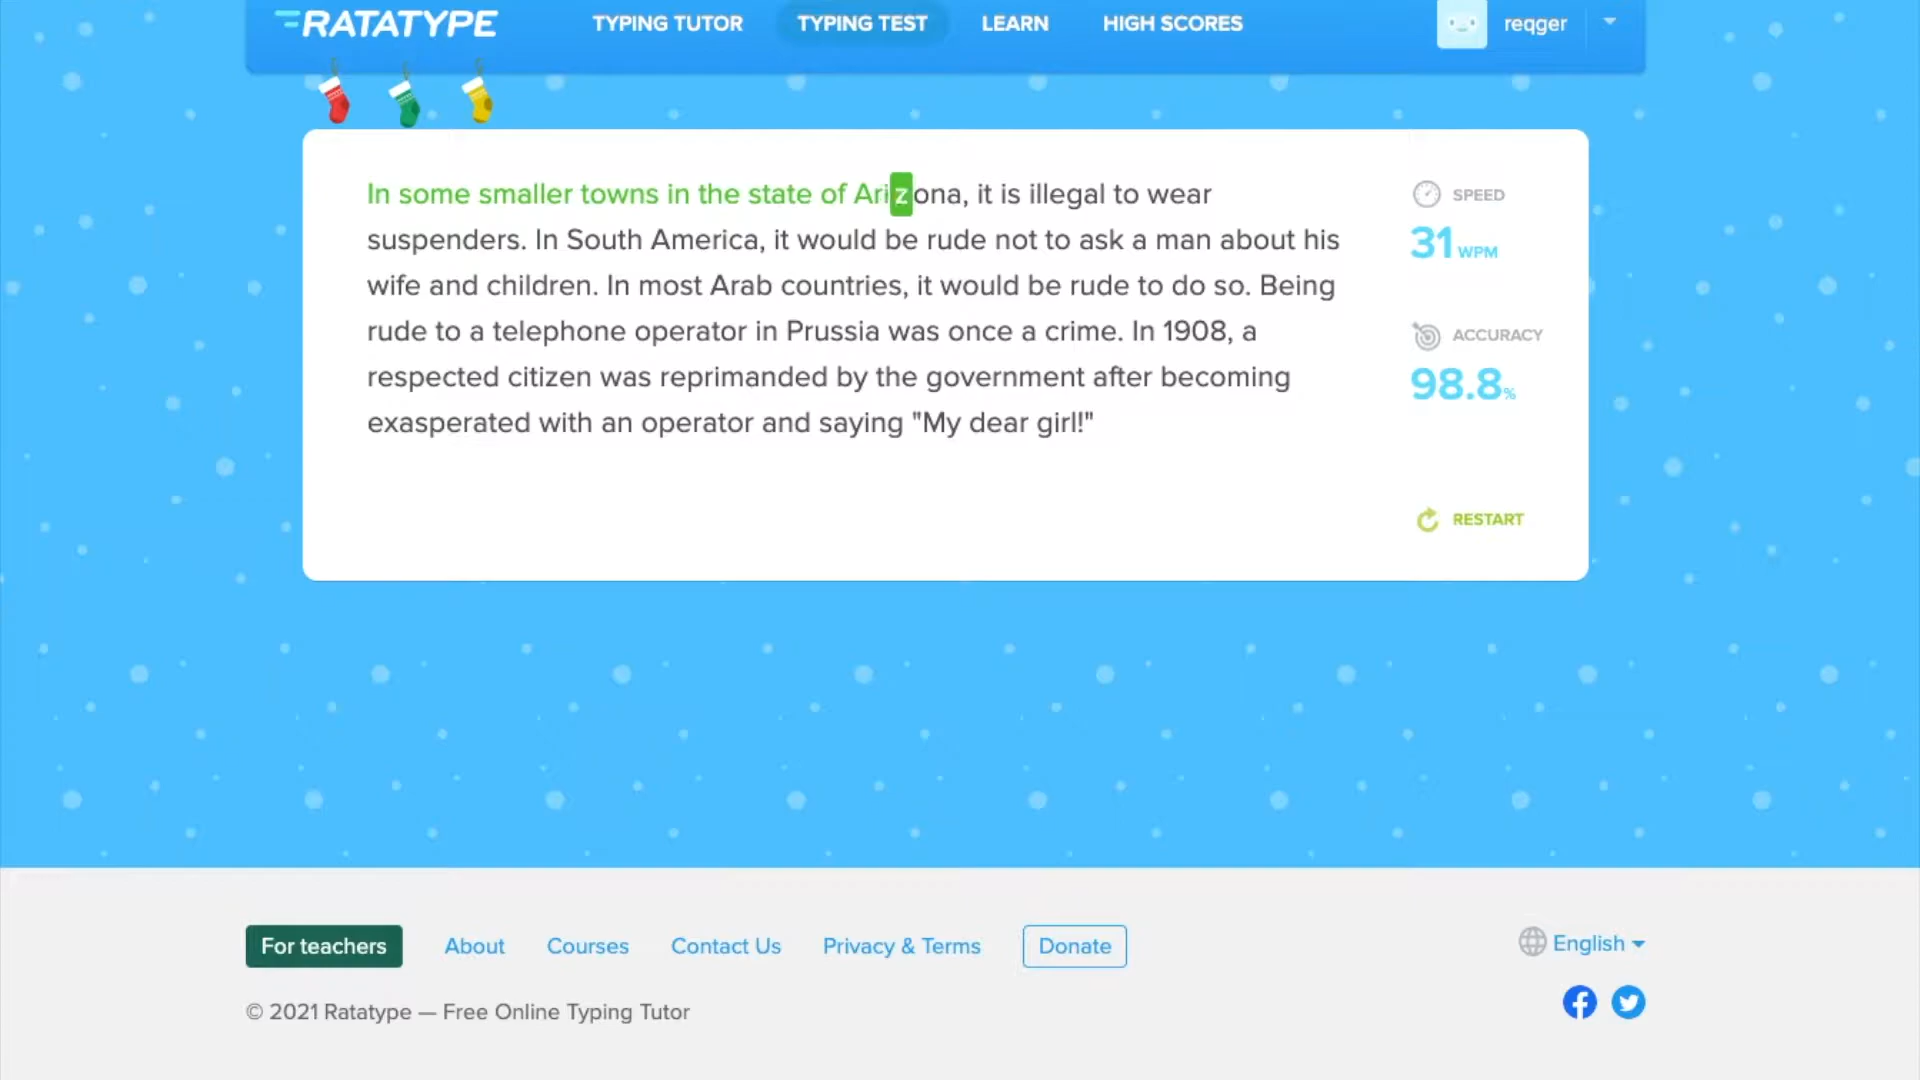 RATATYPE TYPING TUTOR TYPING TEST LEARN HIGH SCORES reqger
In some smaller towns in the state of Arizona, it is illegal to wear
suspenders. In South America, it would be rude not to ask a man about his
wife and children. In most Arab countries, it would be rude to do so. Being
rude to a telephone operator in Prussia was once a crime. In 1908, a
respected citizen was reprimanded by the government after becoming
exasperated with an operator and saying "My dear girl!"
SPEED
31 WPM
ACCURACY
98.8%
RESTART
For teachers About Courses Contact Us Privacy & Terms Donate English
© 2021 Ratatype — Free Online Typing Tutor